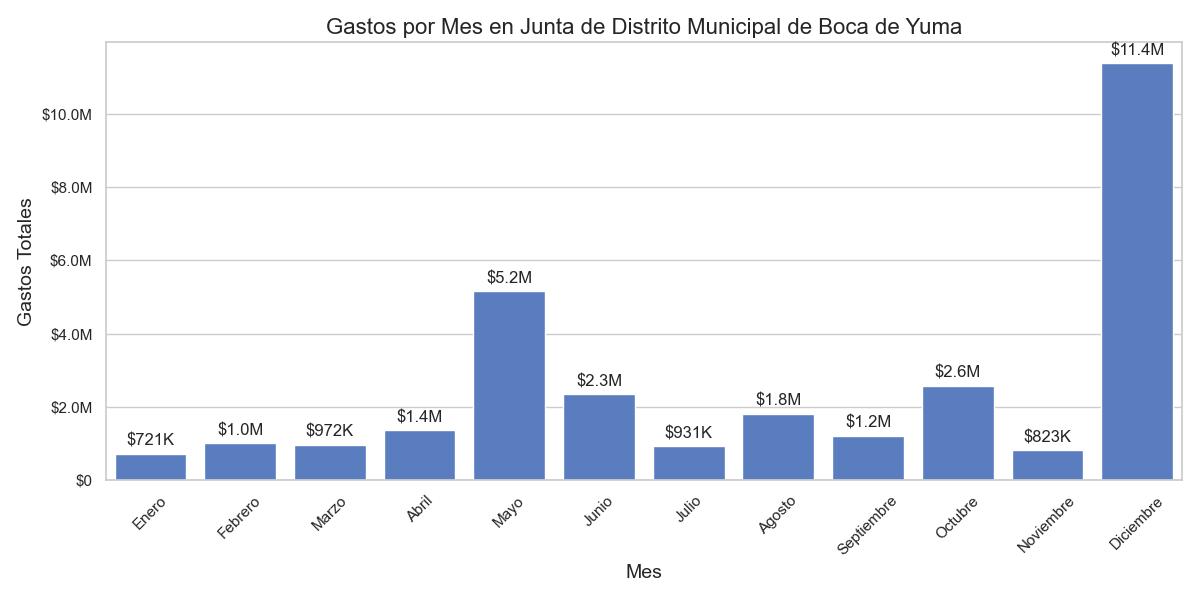 Gastos por Mes en Junta de Distrito Municipal de Boca de Yuma
$11.4M
$10.0M
$8.0M
$6.0M
$5.2M
$4.0M
$2.6M
$2.3M
$2.0M
$1.8M
$1.4M
$1.2M
$1.0M
$972K
$931K
$823K
$721K
$0
Gastos Totales
Enero
Febrero
Marzo
Abril
Mayo
Junio
Julio
Agosto
Septiembre
Octubre
Noviembre
Diciembre
Mes